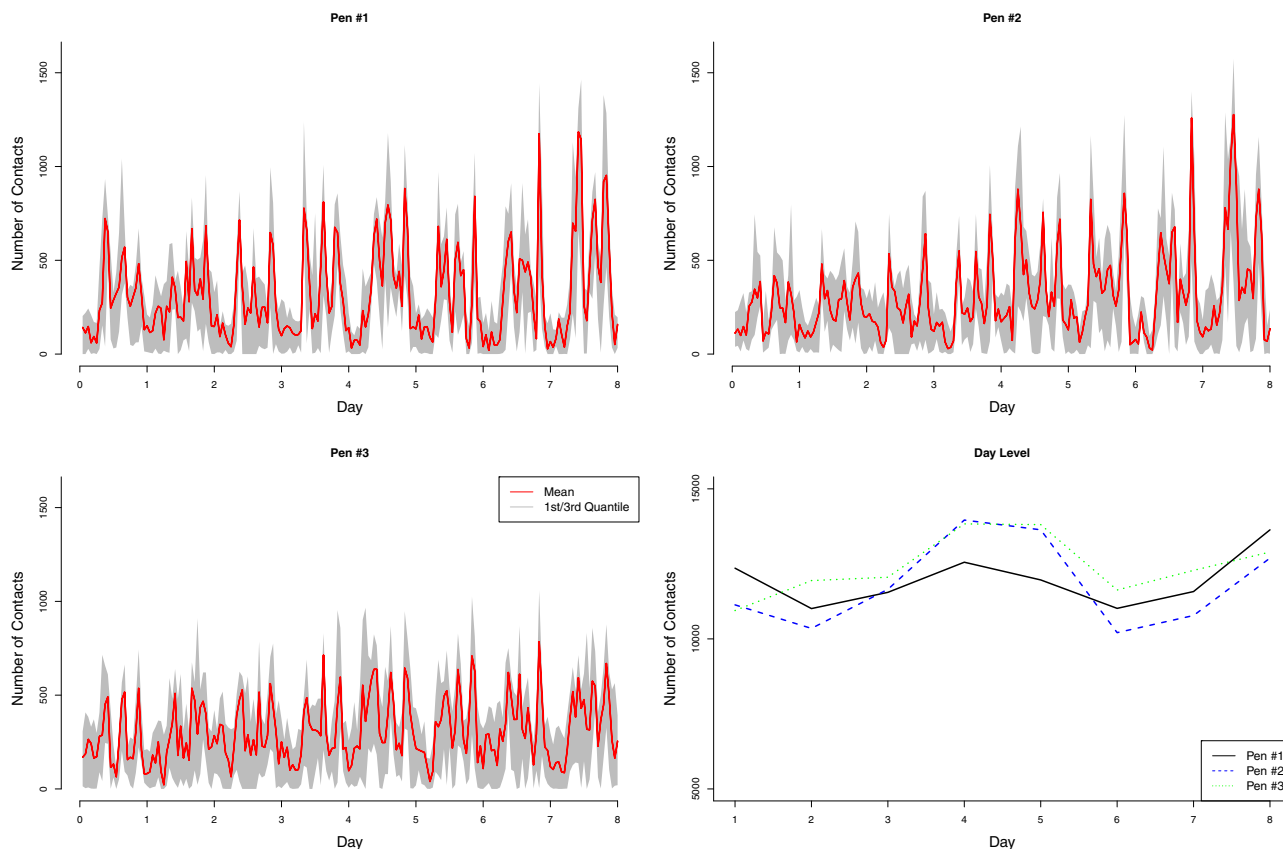 Pen #1
Number of Contacts
1500
1000
500
0
0 1 2 3 4 5 6 7 8
Day
Pen #2
Number of Contacts
1500
1000
500
0
0 1 2 3 4 5 6 7 8
Day
Pen #3
Number of Contacts
1500
1000
500
0
Mean
1st/3rd Quantile
0 1 2 3 4 5 6 7 8
Day
Day Level
Number of Contacts
15000
10000
5000
Pen #1
Pen #2
Pen #3
1 2 3 4 5 6 7 8
Day